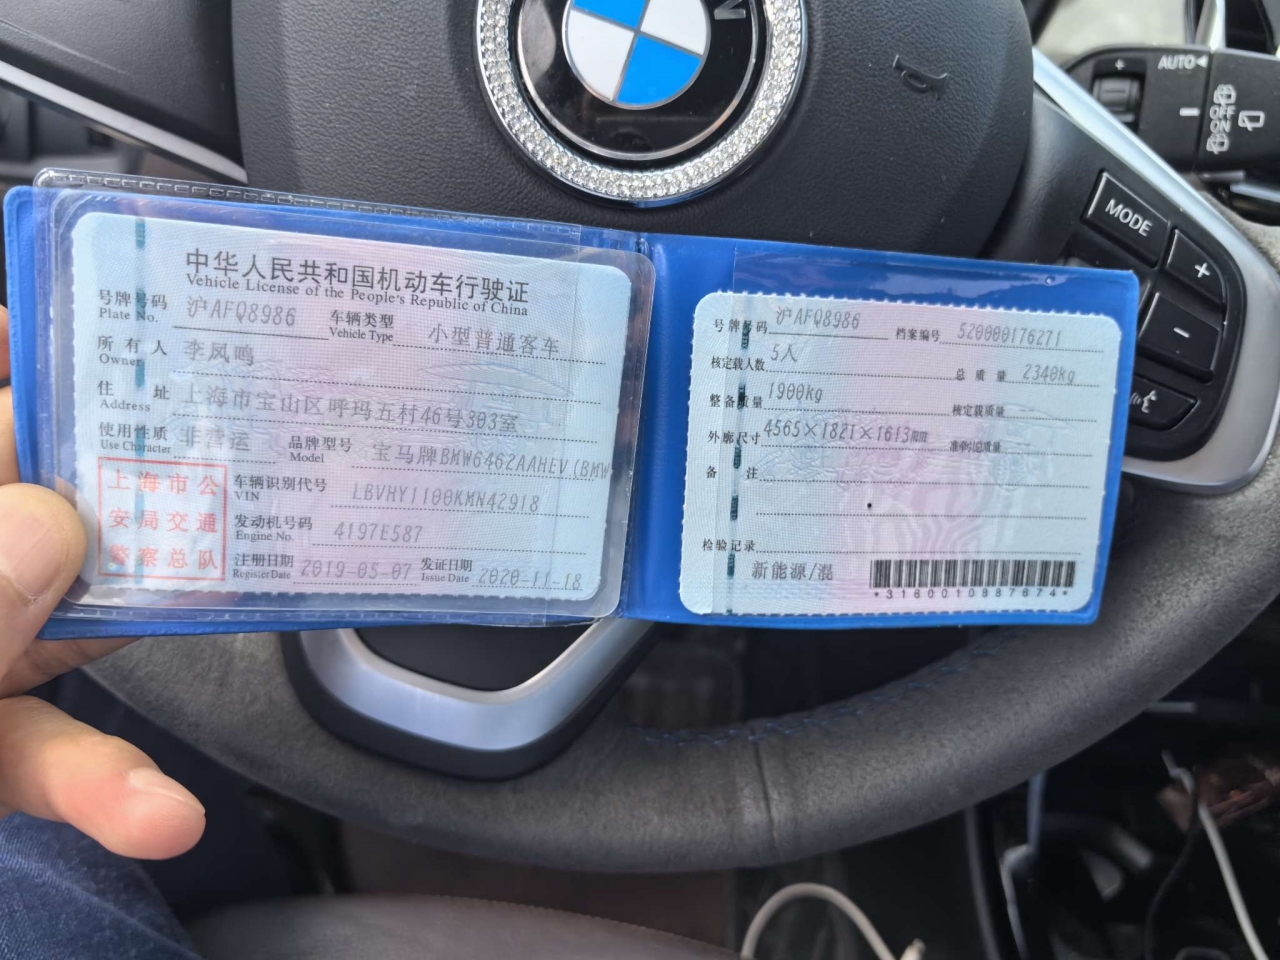 AUTO
OFF
ON
MODE
+
-
中华人民共和国机动车行驶证
Vehicle License of the People's Republic of China
号牌号码 沪AFQ8986 车辆类型 小型普通客车
Plate No. Vehicle Type
所有人 李凤鸣
Owner
住址 上海市宝山区呼玛五村46号303室
Address
使用性质 非营运 品牌型号 宝马牌BMW6462AAHEV(BMW
Use Character Model
上海市公安局交通警察总队
车辆识别代号 LBVHY1100KMN42918
VIN
发动机号码 4197E587
Engine No.
注册日期 2019-05-07 发证日期 2020-11-18
Register Date Issue Date
号牌号码 沪AFQ8986 档案编号 520000176271
核定载人数 5人 总质量 2340kg
整备质量 1900kg 核定载质量 --
外廓尺寸 4565×1821×1613mm 准牵引总质量 --
备注
检验记录
新能源/混
*3160010887674*